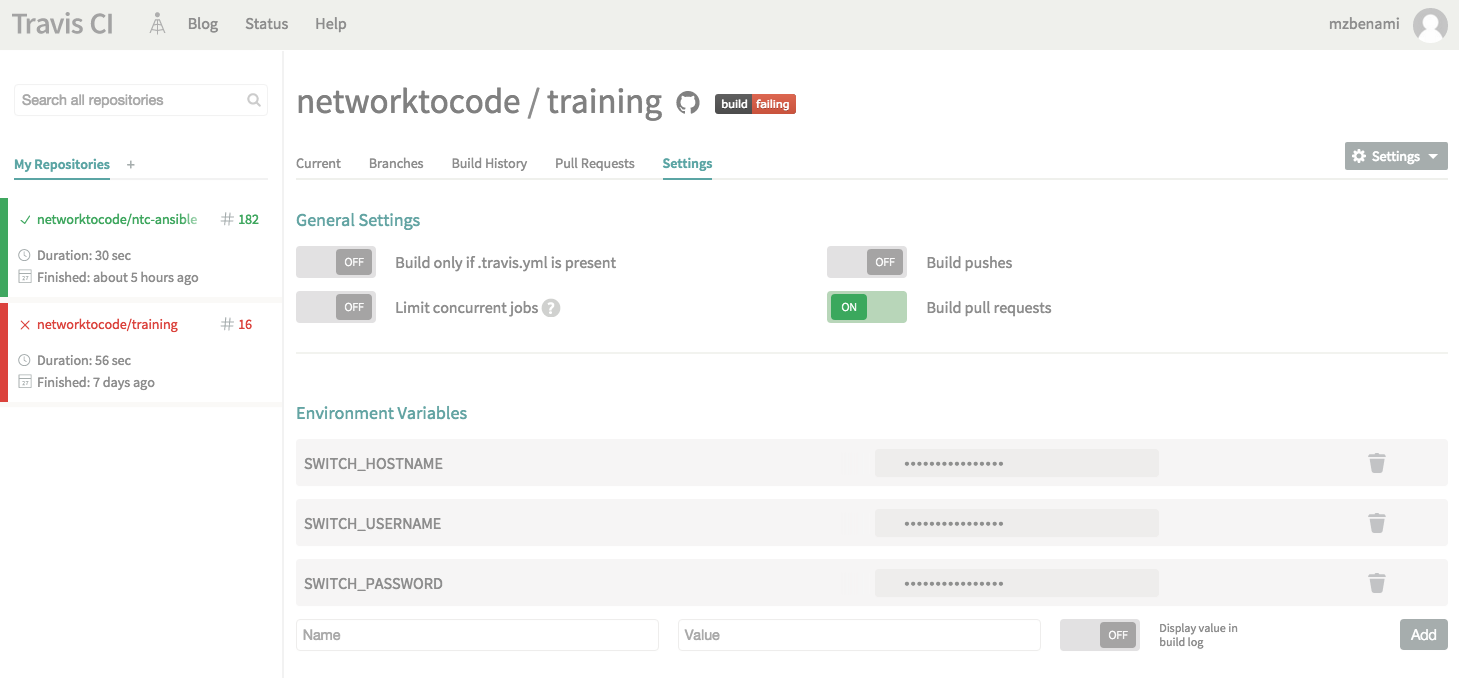 Travis CI Blog Status Help mzbenami
Search all repositories
My Repositories +
networktocode/ntc-ansible # 182
Duration: 30 sec
27 Finished: about 5 hours ago
networktocode/training # 16
Duration: 56 sec
27 Finished: 7 days ago
networktocode / training build failing
Current Branches Build History Pull Requests Settings
Settings
General Settings
OFF Build only if .travis.yml is present OFF Build pushes
OFF Limit concurrent jobs ? ON Build pull requests
Environment Variables
SWITCH_HOSTNAME ••••••••••••••••
SWITCH_USERNAME ••••••••••••••••
SWITCH_PASSWORD ••••••••••••••••
Name Value OFF Display value in
build log
Add